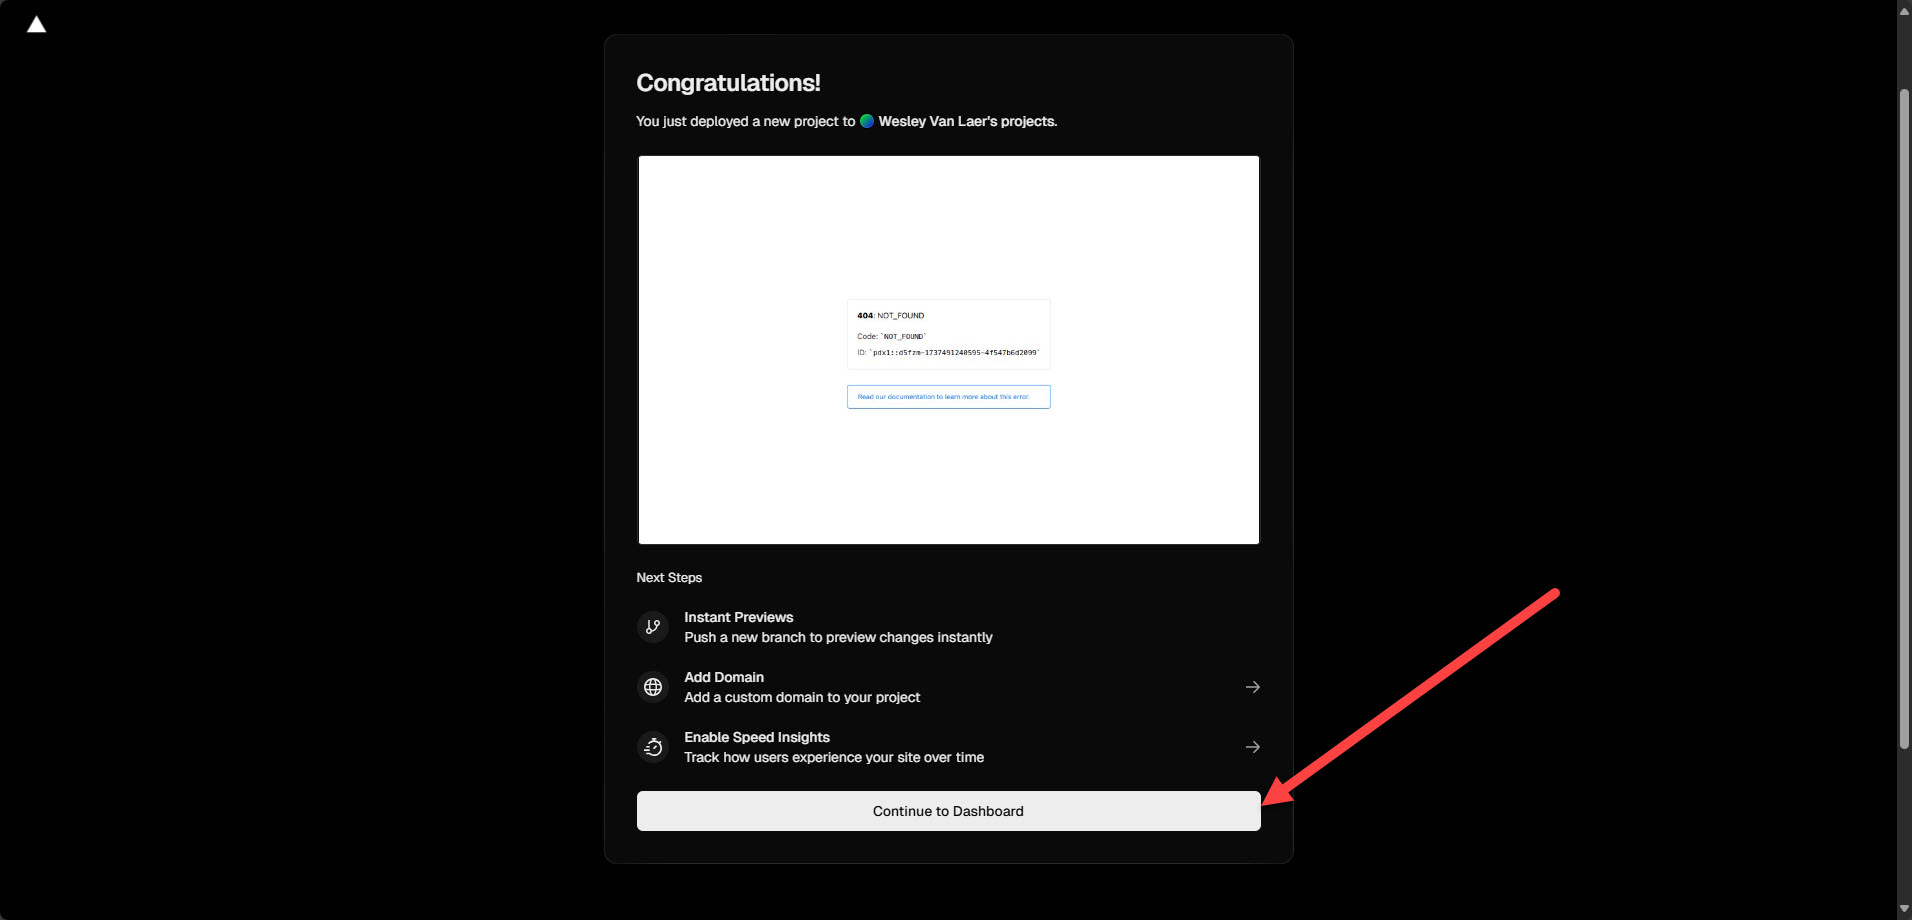 Congratulations!
You just deployed a new project to Wesley Van Laer's projects.
404: NOT_FOUND
Code: `NOT_FOUND`
ID: `pdx1::d5fzm-1737491240595-4f547b6d2099`
Read our documentation to learn more about this error.
Next Steps
Instant Previews
Push a new branch to preview changes instantly
Add Domain
Add a custom domain to your project
Enable Speed Insights
Track how users experience your site over time
Continue to Dashboard